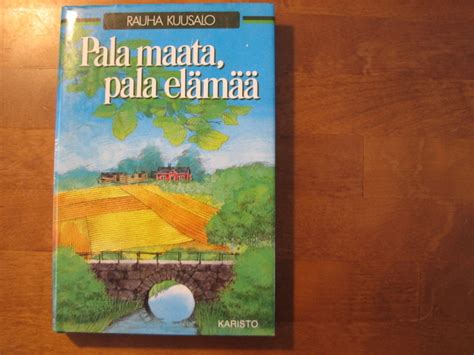 RAUHA KUUSALO
Pala maata,
pala elämää
KARISTO